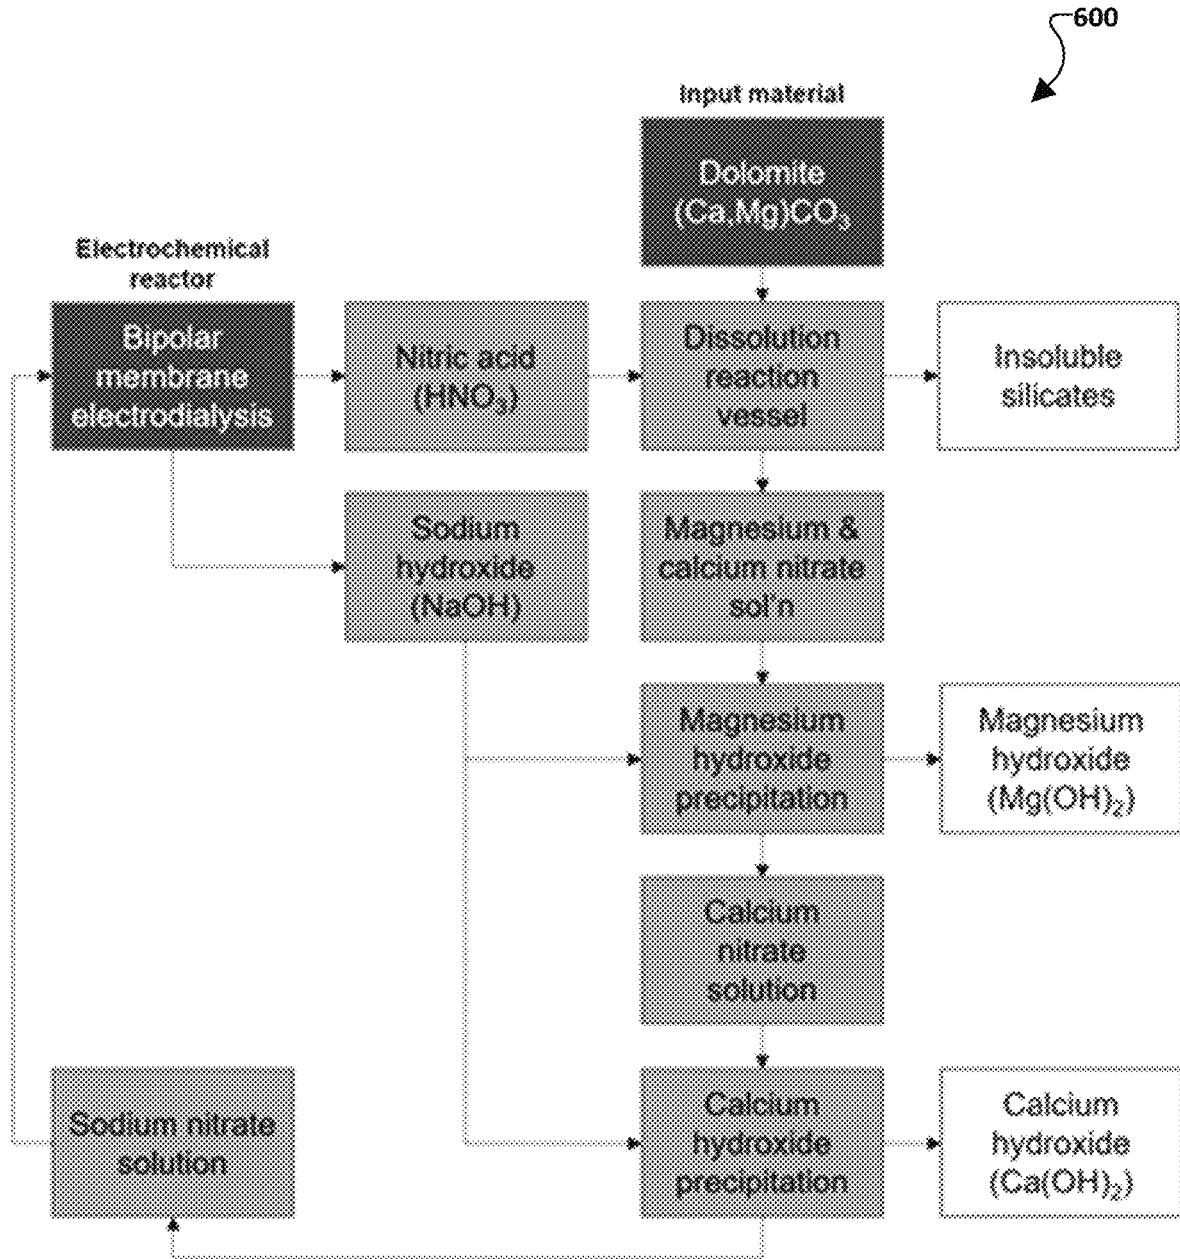 600
Input material
Dolomite
(Ca,Mg)CO₃
Electrochemical
reactor
Bipolar
membrane
electrodialysis
Nitric acid
(HNO₃)
Dissolution
reaction
vessel
Insoluble
silicates
Sodium
hydroxide
(NaOH)
Magnesium &
calcium nitrate
sol'n
Magnesium
hydroxide
precipitation
Magnesium
hydroxide
(Mg(OH)₂)
Calcium
nitrate
solution
Sodium nitrate
solution
Calcium
hydroxide
precipitation
Calcium
hydroxide
(Ca(OH)₂)